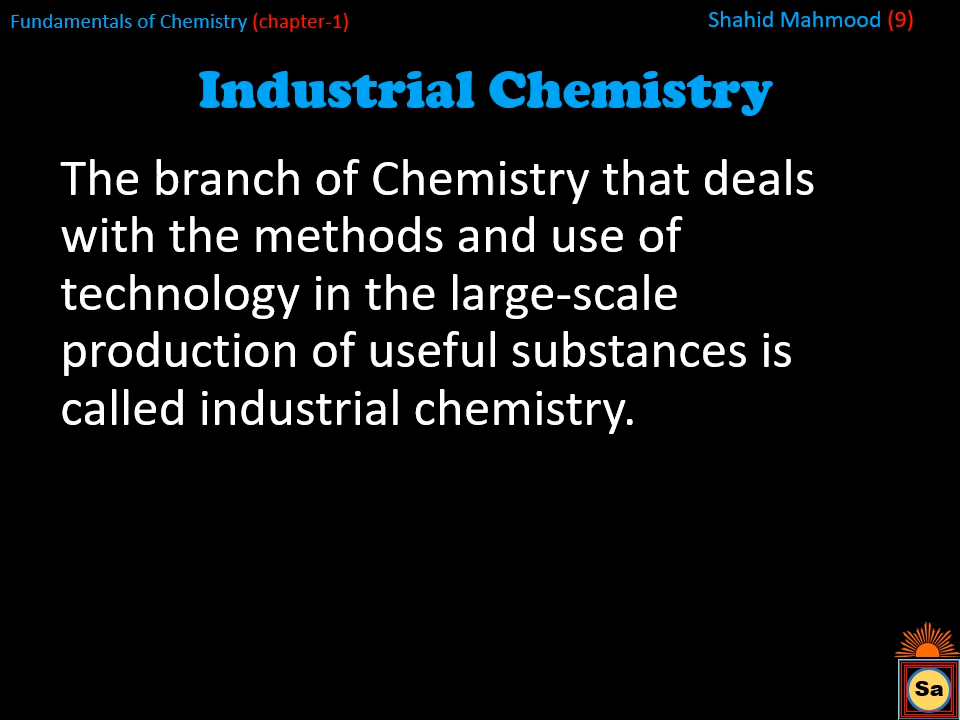 Fundamentals of Chemistry (chapter-1)
Shahid Mahmood (9)
Industrial Chemistry
The branch of Chemistry that deals
with the methods and use of
technology in the large-scale
production of useful substances is
called industrial chemistry.
Sa